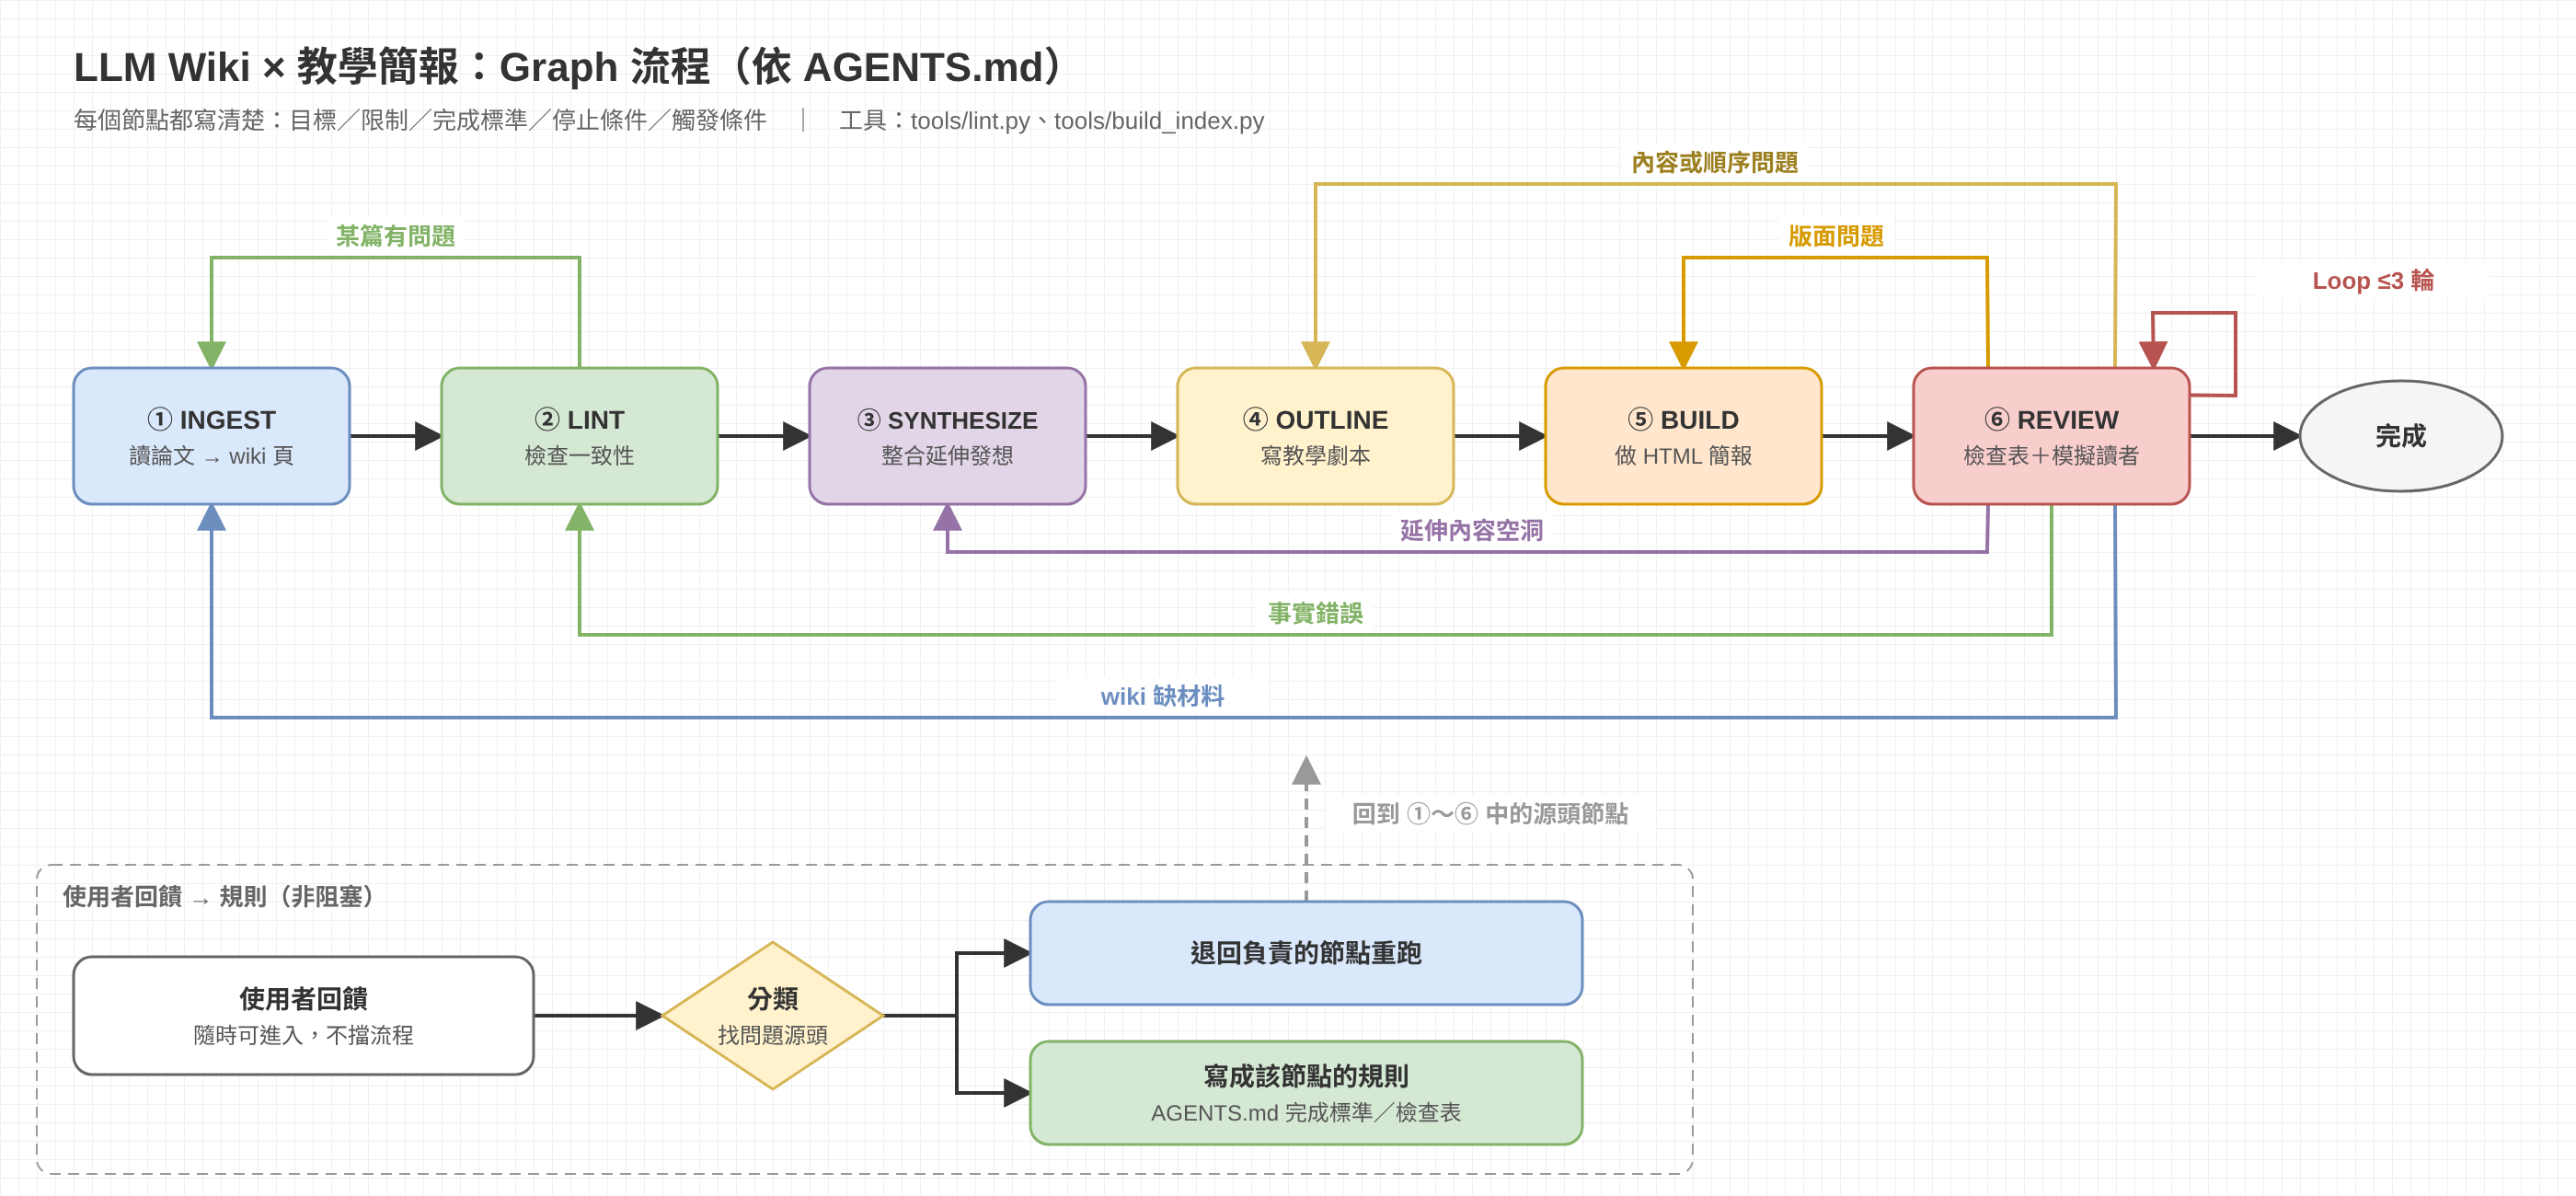 LLM Wiki × 教學簡報：Graph 流程（依 AGENTS.md）
每個節點都寫清楚：目標／限制／完成標準／停止條件／觸發條件　｜　工具：tools/lint.py、tools/build_index.py
內容或順序問題
某篇有問題
版面問題
Loop ≤3 輪
① INGEST
讀論文 → wiki 頁
② LINT
檢查一致性
③ SYNTHESIZE
整合延伸發想
④ OUTLINE
寫教學劇本
⑤ BUILD
做 HTML 簡報
⑥ REVIEW
檢查表＋模擬讀者
完成
延伸內容空洞
事實錯誤
wiki 缺材料
回到 ①～⑥ 中的源頭節點
使用者回饋 → 規則（非阻塞）
使用者回饋
隨時可進入，不擋流程
分類
找問題源頭
退回負責的節點重跑
寫成該節點的規則
AGENTS.md 完成標準／檢查表